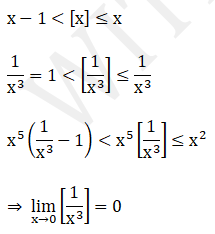 x − 1 < [x] ≤ x
1/x³ = 1 < [1/x³] ≤ 1/x³
x⁵(1/x³ − 1) < x⁵[1/x³] ≤ x²
⇒ lim x→0 [1/x³] = 0